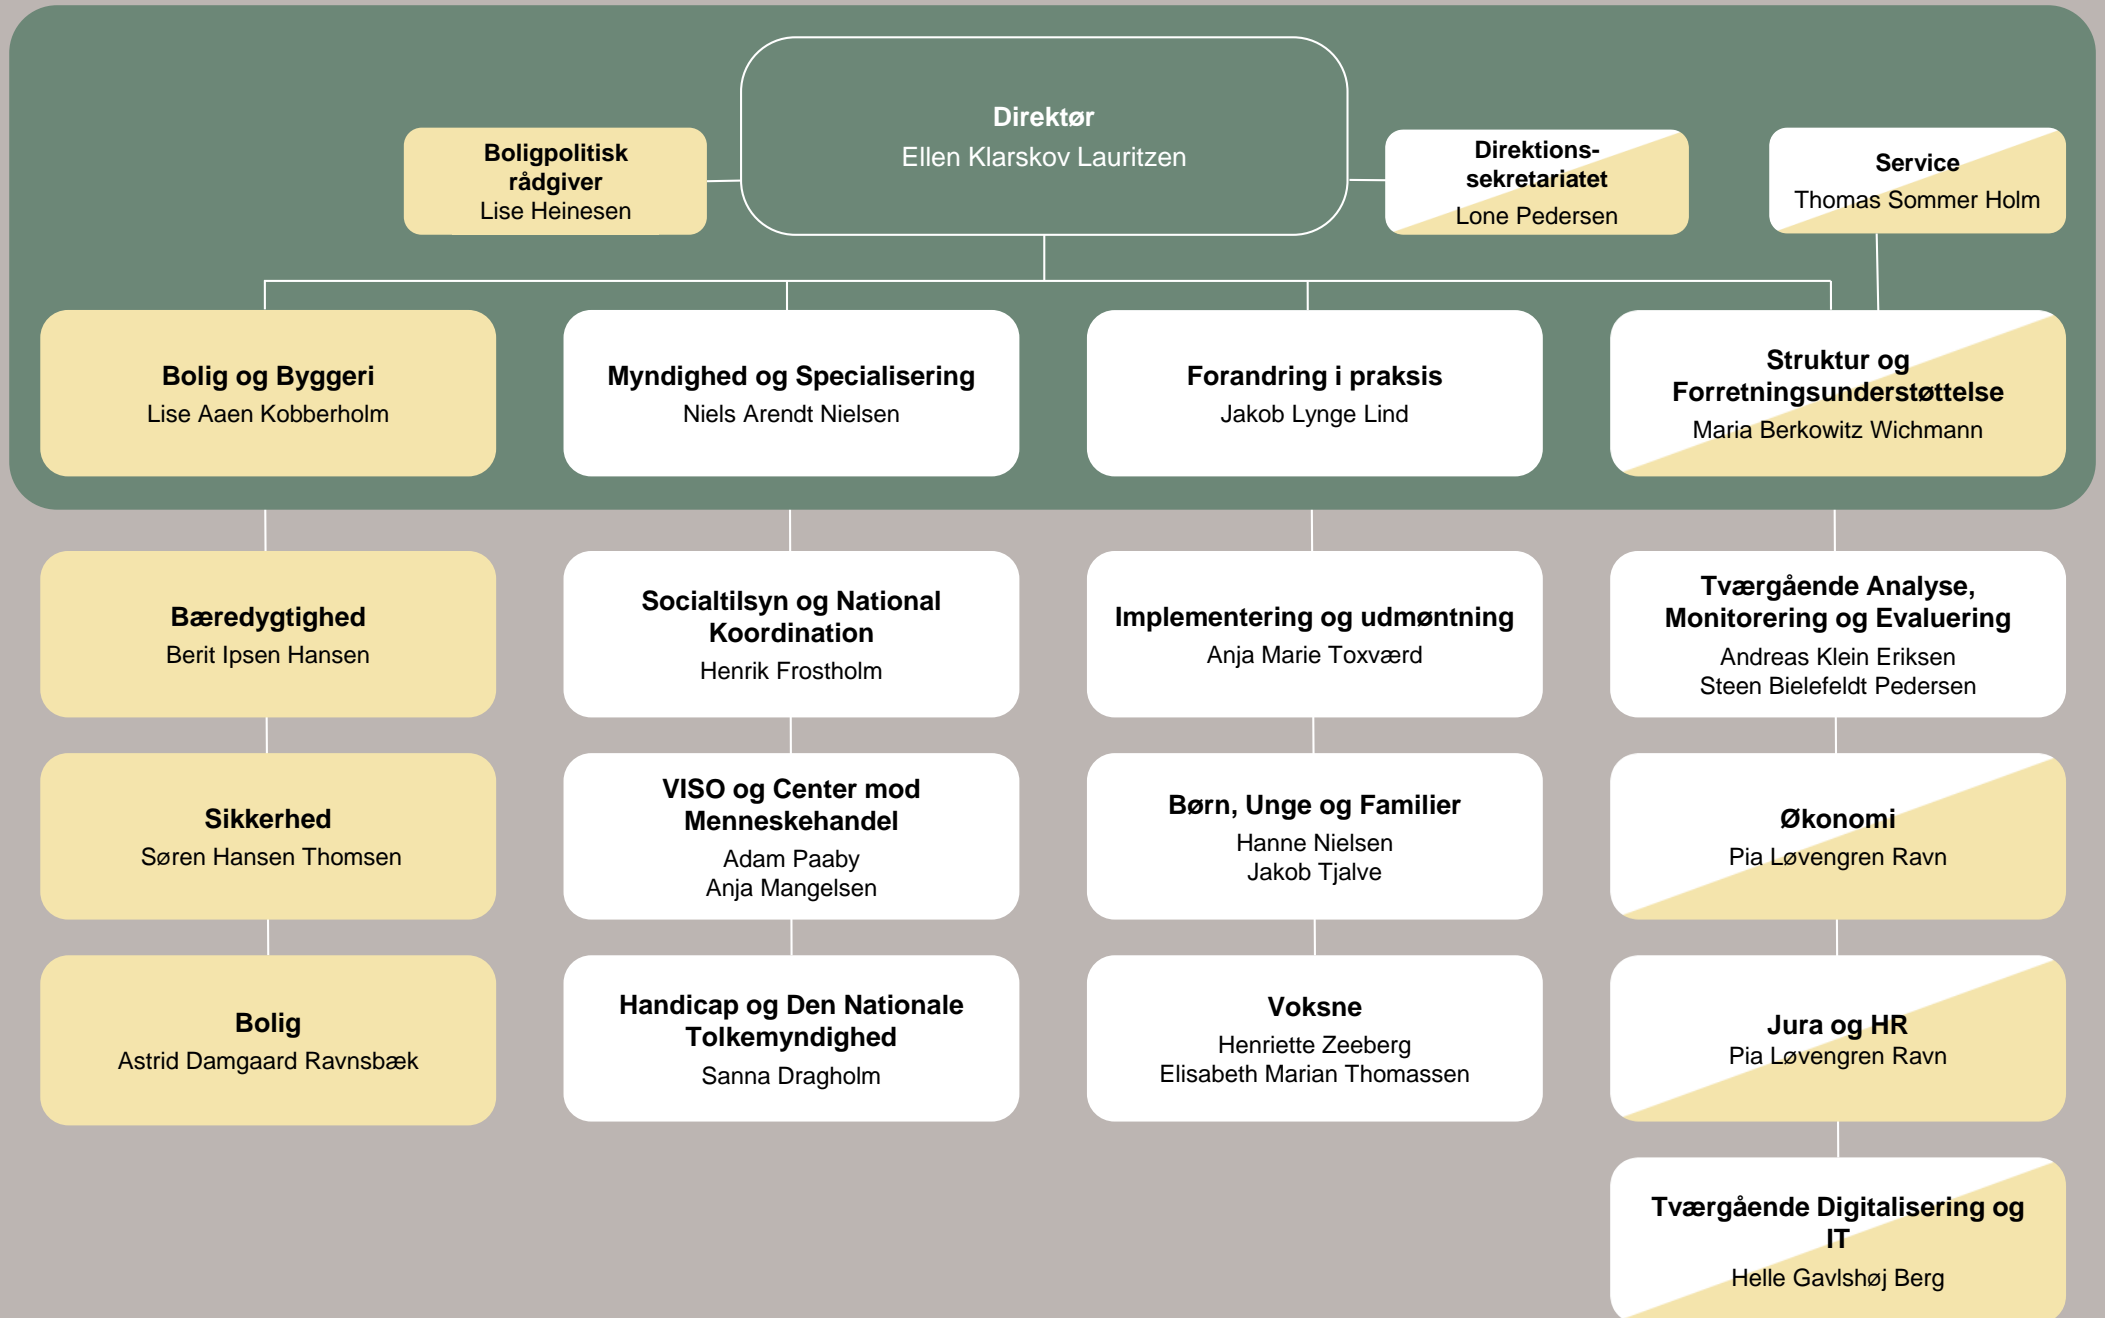 Direktør
Ellen Klarskov Lauritzen
Boligpolitisk
rådgiver
Lise Heinesen
Direktions-
sekretariatet
Lone Pedersen
Service
Thomas Sommer Holm
Bolig og Byggeri
Lise Aaen Kobberholm
Myndighed og Specialisering
Niels Arendt Nielsen
Forandring i praksis
Jakob Lynge Lind
Struktur og
Forretningsunderstøttelse
Maria Berkowitz Wichmann
Bæredygtighed
Berit Ipsen Hansen
Socialtilsyn og National
Koordination
Henrik Frostholm
Implementering og udmøntning
Anja Marie Toxværd
Tværgående Analyse,
Monitorering og Evaluering
Andreas Klein Eriksen
Steen Bielefeldt Pedersen
Sikkerhed
Søren Hansen Thomsen
VISO og Center mod
Menneskehandel
Adam Paaby
Anja Mangelsen
Børn, Unge og Familier
Hanne Nielsen
Jakob Tjalve
Økonomi
Pia Løvengren Ravn
Bolig
Astrid Damgaard Ravnsbæk
Handicap og Den Nationale
Tolkemyndighed
Sanna Dragholm
Voksne
Henriette Zeeberg
Elisabeth Marian Thomassen
Jura og HR
Pia Løvengren Ravn
Tværgående Digitalisering og
IT
Helle Gavlshøj Berg